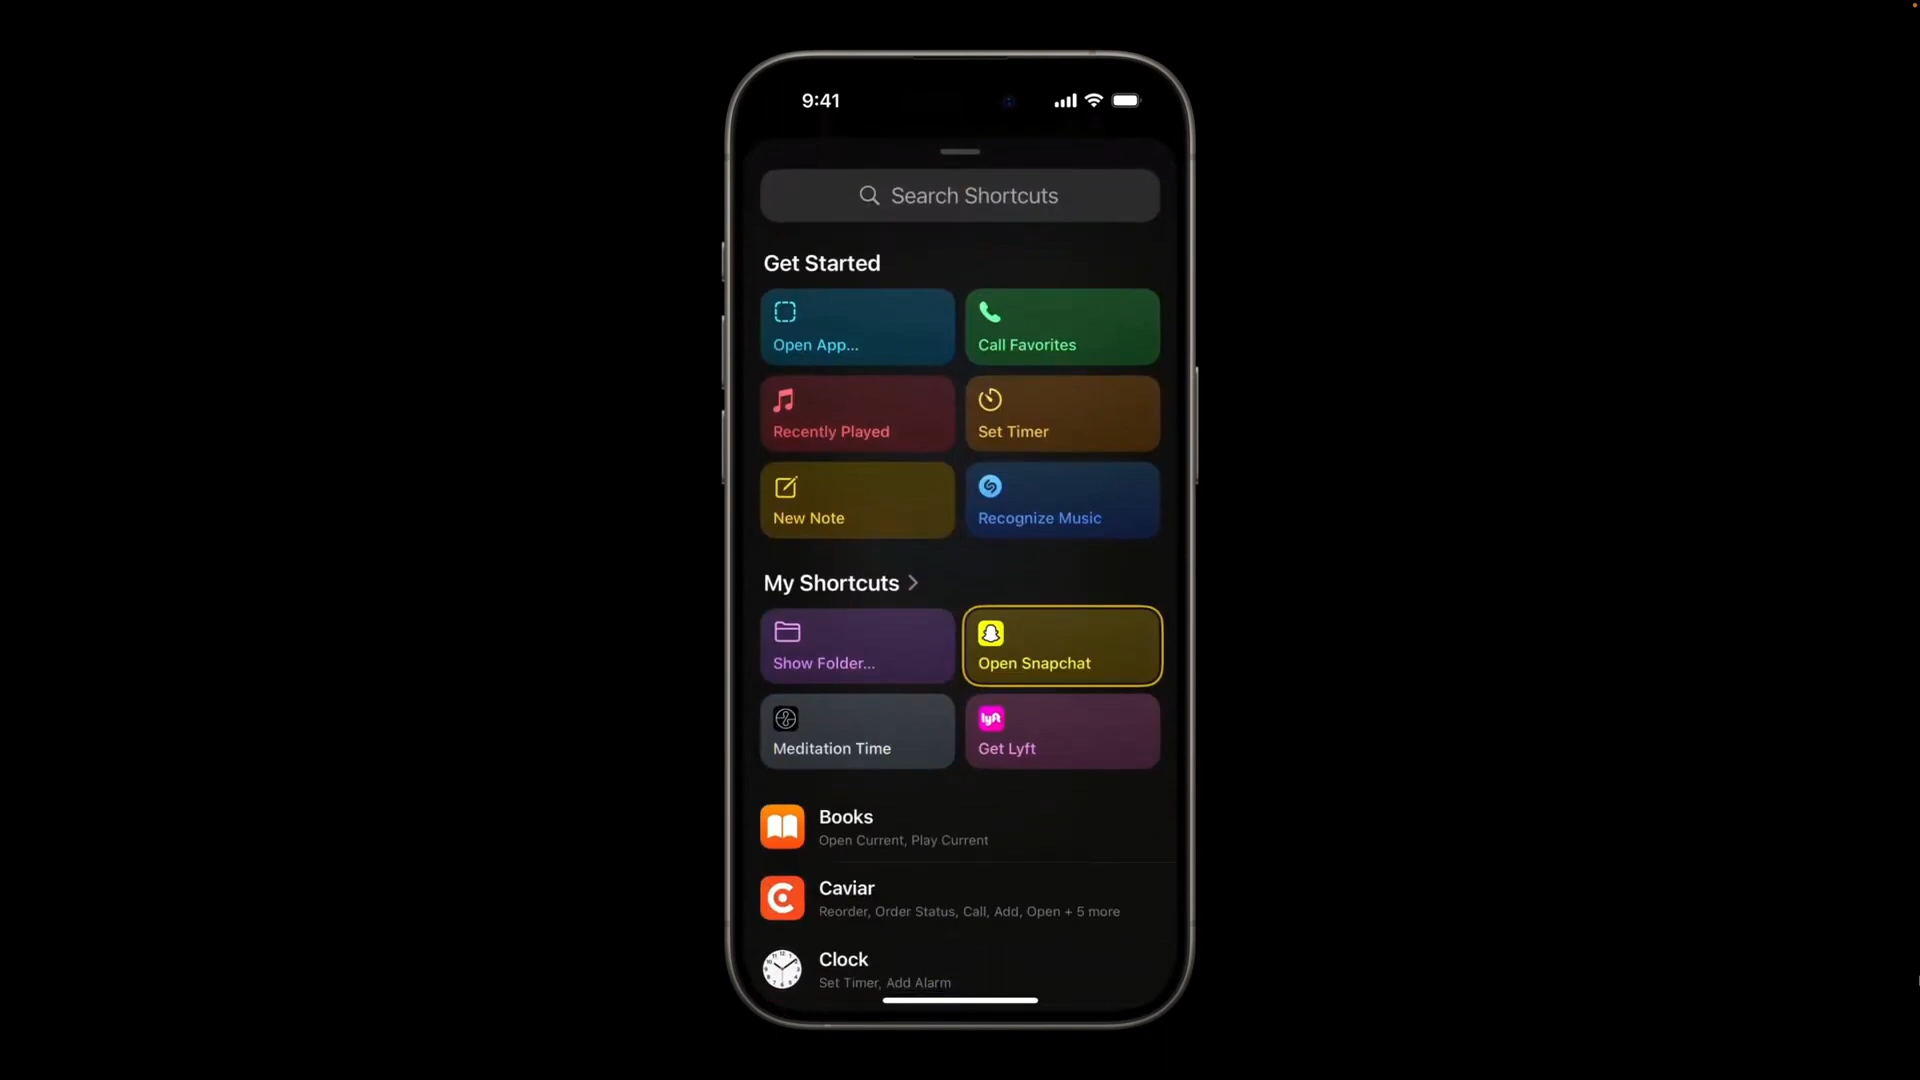 9:41
Search Shortcuts
Get Started
Open App...
Call Favorites
Recently Played
Set Timer
New Note
Recognize Music
My Shortcuts
Show Folder...
Open Snapchat
Meditation Time
lyft
Get Lyft
Books
Open Current, Play Current
Caviar
Reorder, Order Status, Call, Add, Open + 5 more
Clock
Set Timer, Add Alarm